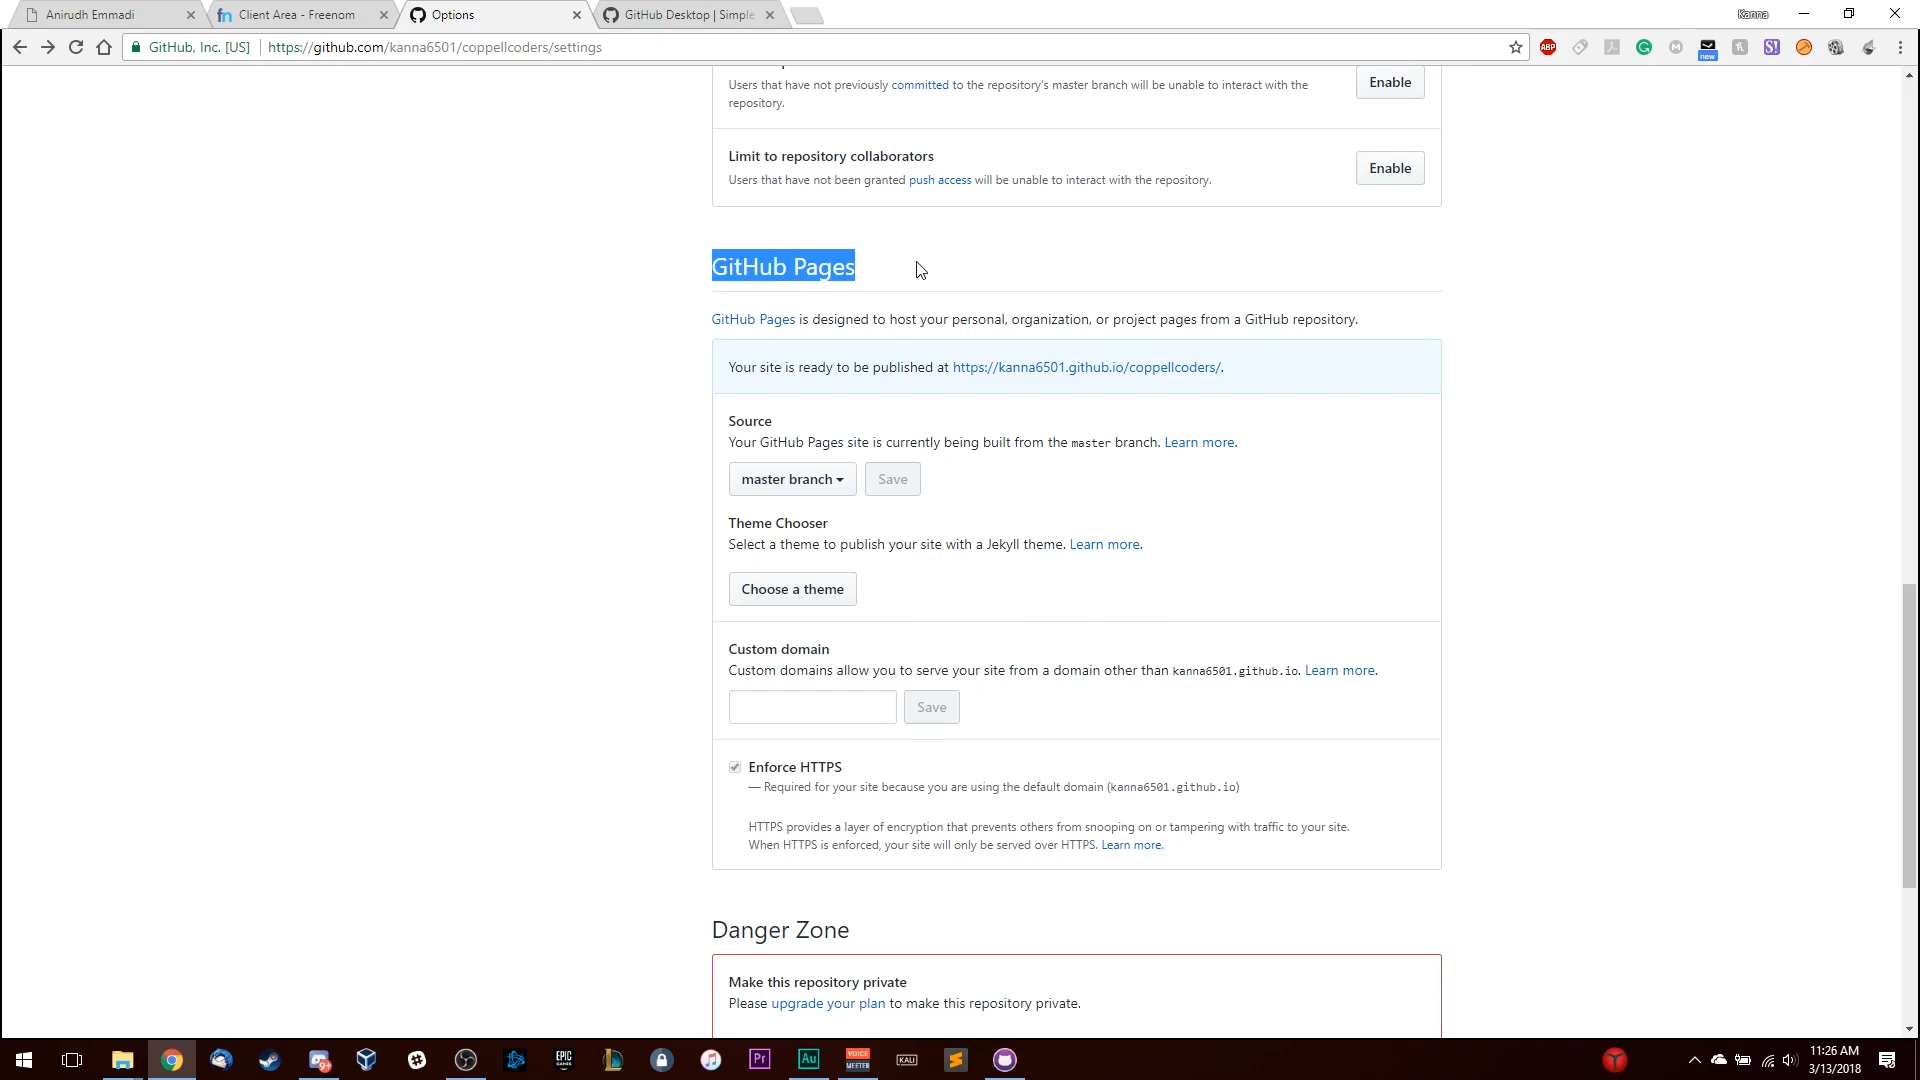 Anirudh Emmadi
Client Area - Freenom
Options
GitHub Desktop | Simple
Kanna
GitHub, Inc. [US]
https://github.com/kanna6501/coppellcoders/settings
ABP
new
Users that have not previously committed to the repository's master branch will be unable to interact with the
repository.
Enable
Limit to repository collaborators
Users that have not been granted push access will be unable to interact with the repository.
Enable
GitHub Pages
GitHub Pages is designed to host your personal, organization, or project pages from a GitHub repository.
Your site is ready to be published at https://kanna6501.github.io/coppellcoders/.
Source
Your GitHub Pages site is currently being built from the master branch. Learn more.
master branch
Save
Theme Chooser
Select a theme to publish your site with a Jekyll theme. Learn more.
Choose a theme
Custom domain
Custom domains allow you to serve your site from a domain other than kanna6501.github.io. Learn more.
Save
Enforce HTTPS
— Required for your site because you are using the default domain (kanna6501.github.io)
HTTPS provides a layer of encryption that prevents others from snooping on or tampering with traffic to your site.
When HTTPS is enforced, your site will only be served over HTTPS. Learn more.
Danger Zone
Make this repository private
Please upgrade your plan to make this repository private.
9+
EPIC
GAMES
Pr
Au
VOICE
MEETER
KALI
11:26 AM
3/13/2018